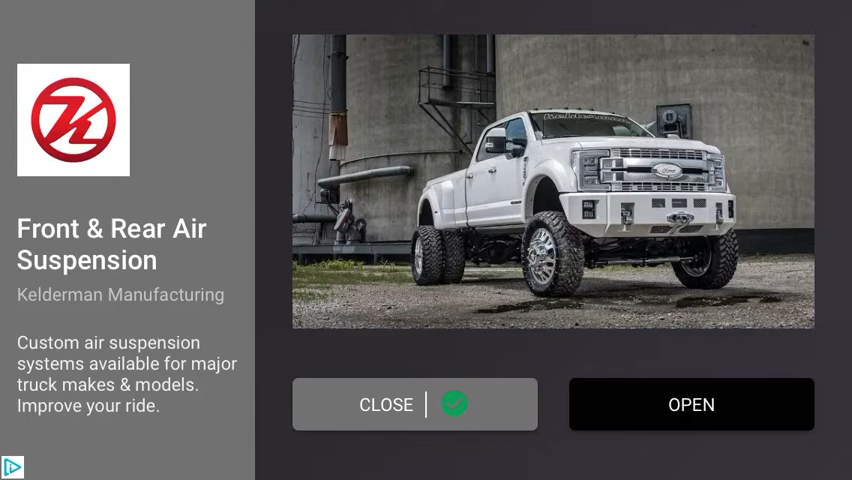 Front & Rear Air
Suspension
Kelderman Manufacturing
Custom air suspension
systems available for major
truck makes & models.
Improve your ride.
CLOSE
OPEN